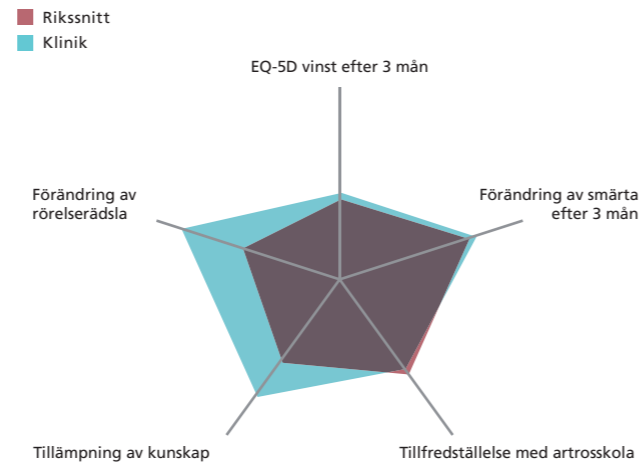 Rikssnitt
Klinik
EQ-5D vinst efter 3 mån
Förändring av
rörelserädsla
Förändring av smärta
efter 3 mån
Tillämpning av kunskap
Tillfredställelse med artrosskola